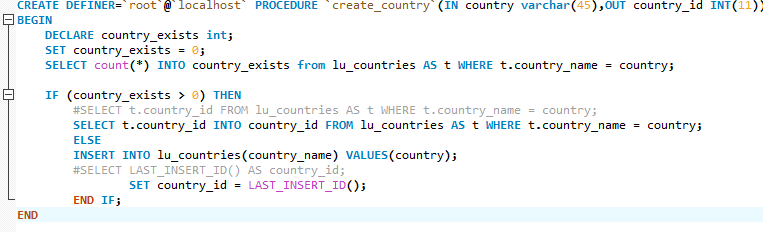 CREATE DEFINER=`root`@`localhost` PROCEDURE `create_country`(IN country varchar(45),OUT country_id INT(11))
BEGIN
    DECLARE country_exists int;
    SET country_exists = 0;
    SELECT count(*) INTO country_exists from lu_countries AS t WHERE t.country_name = country;

    IF (country_exists > 0) THEN
        #SELECT t.country_id FROM lu_countries AS t WHERE t.country_name = country;
        SELECT t.country_id INTO country_id FROM lu_countries AS t WHERE t.country_name = country;
        ELSE
        INSERT INTO lu_countries(country_name) VALUES(country);
        #SELECT LAST_INSERT_ID() AS country_id;
                SET country_id = LAST_INSERT_ID();
        END IF;
END